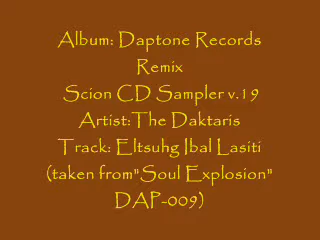 Album: Daptone Records
Remix
Scion CD Sampler v.19
Artist:The Daktaris
Track: Eltsuhg Ibal Lasiti
(taken from"Soul Explosion"
DAP-009)